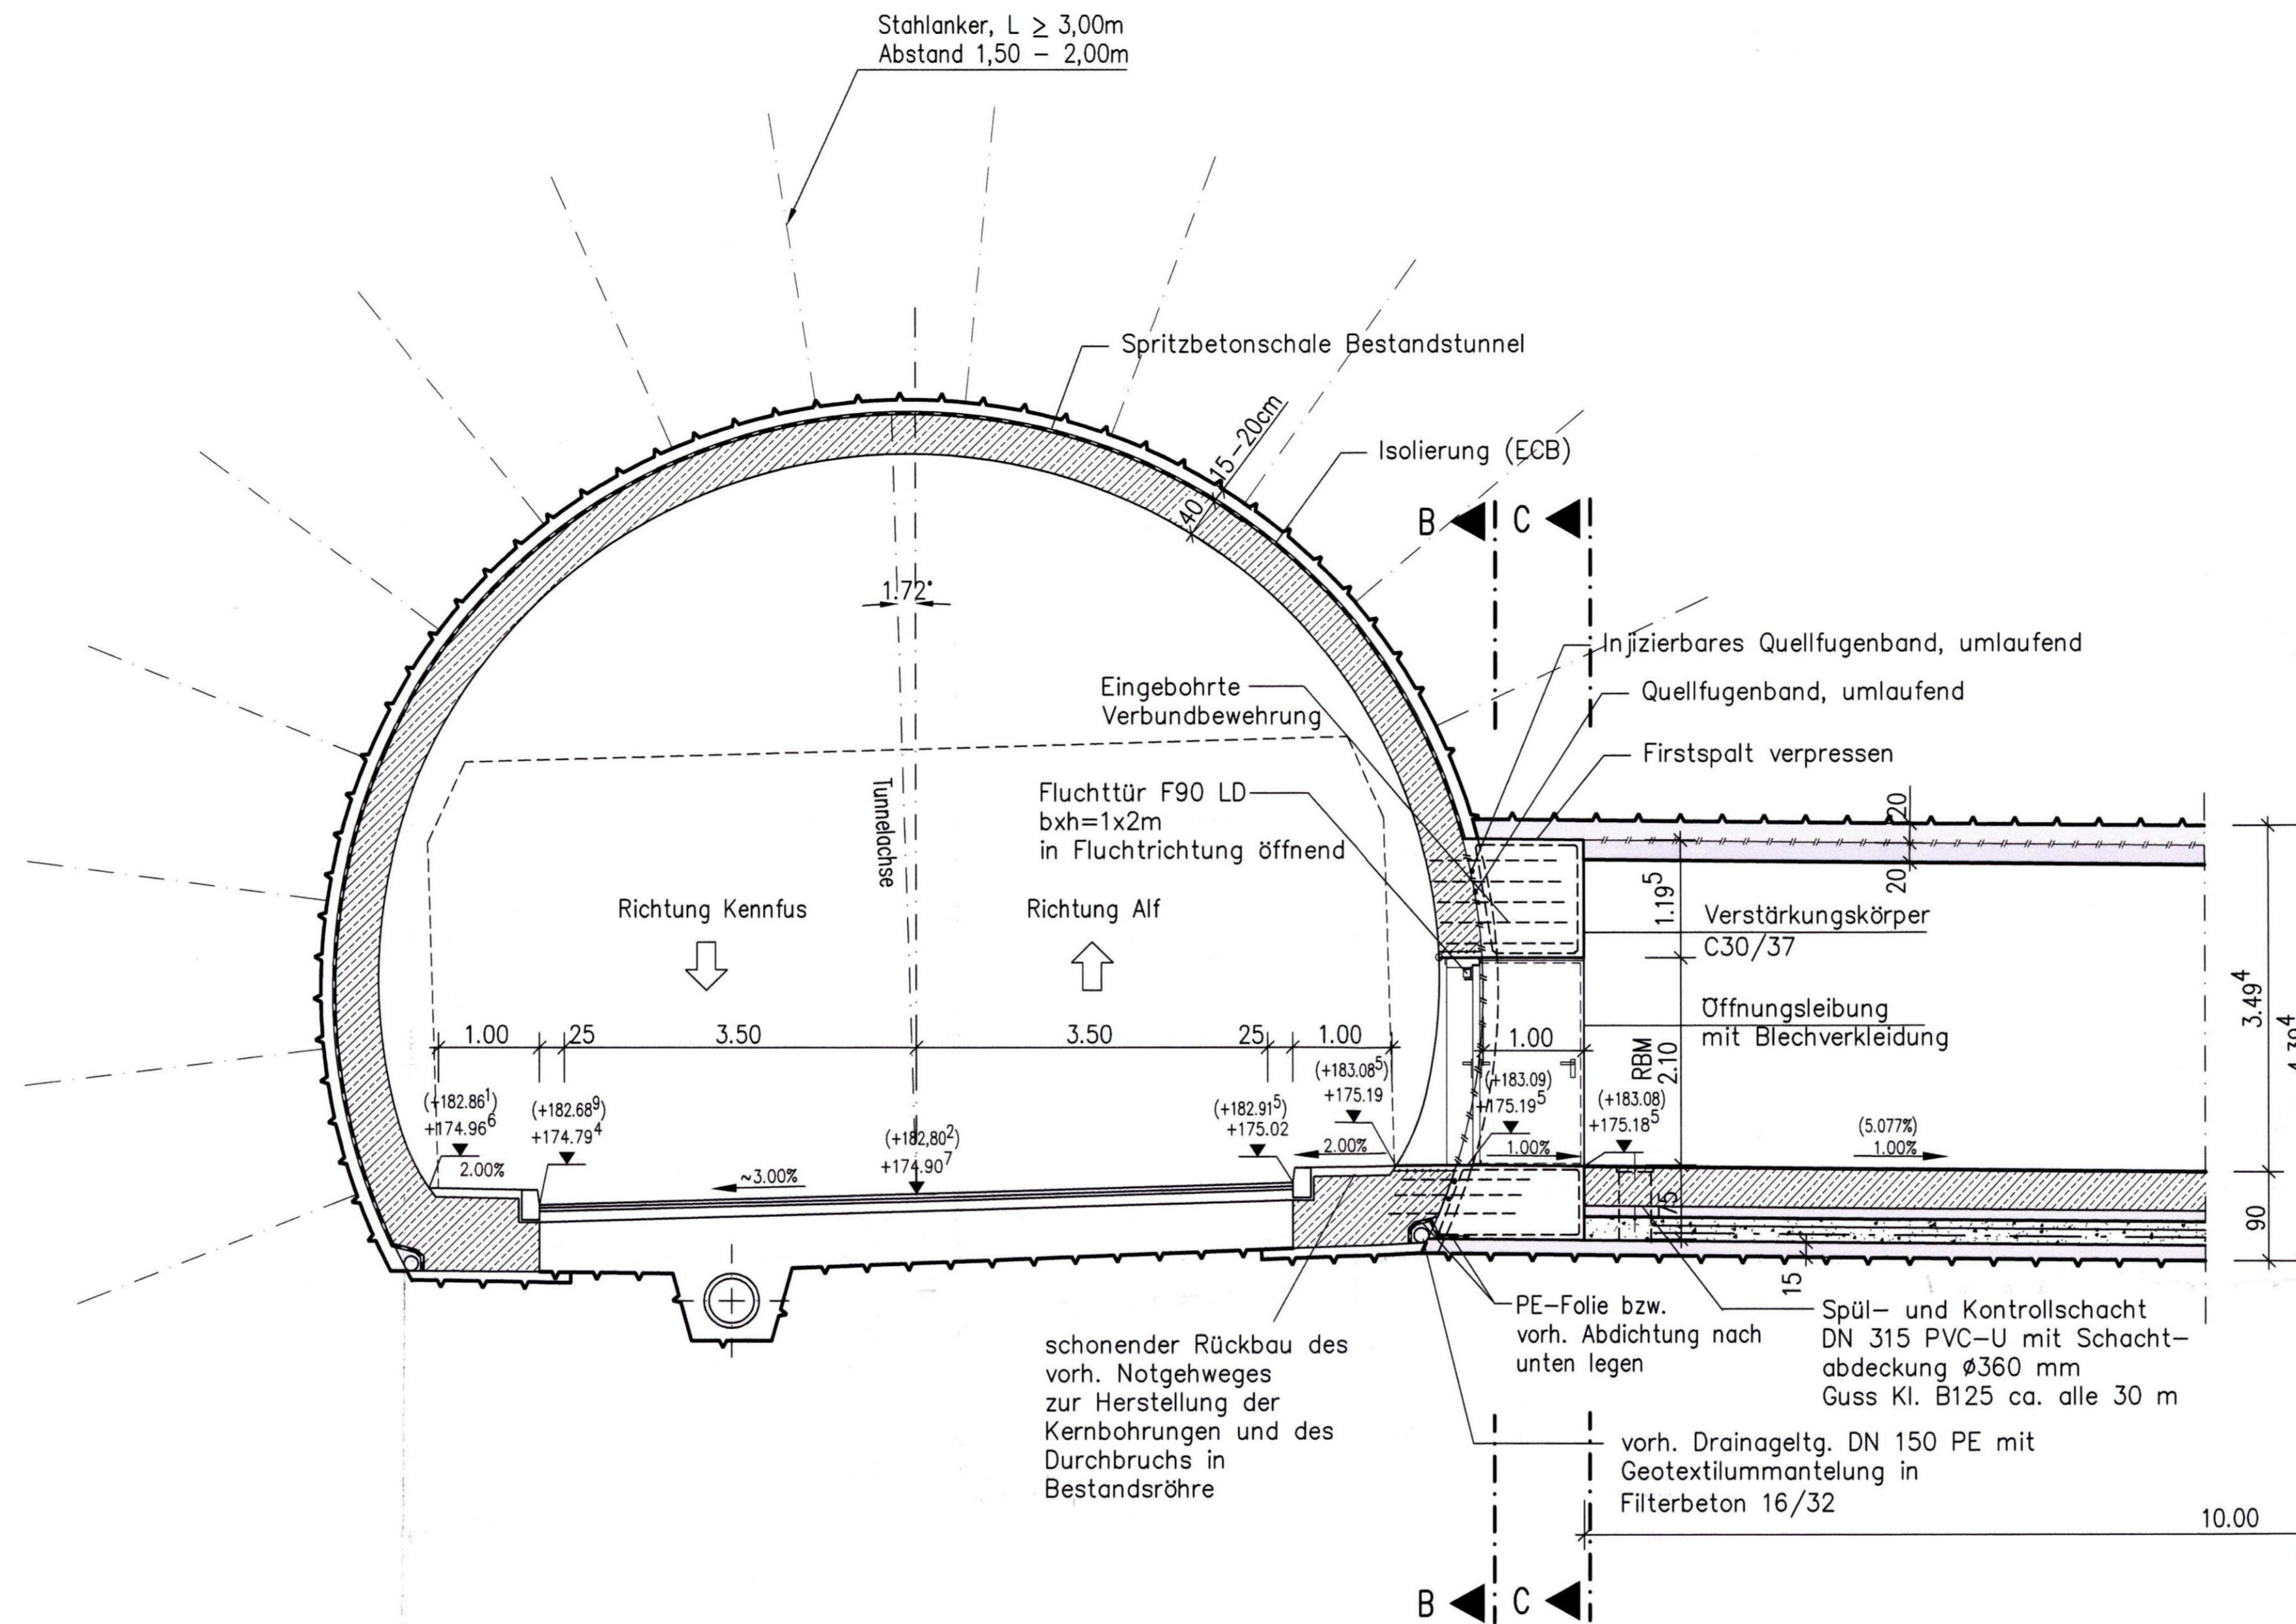 Stahlanker, L ≥ 3,00m
Abstand 1,50 – 2,00m
Spritzbetonschale Bestandstunnel
15–20cm
40
Isolierung (ECB)
B
C
1.72°
Injizierbares Quellfugenband, umlaufend
Eingebohrte
Verbundbewehrung
Quellfugenband, umlaufend
Firstspalt verpressen
Tunnelachse
Fluchttür F90 LD
bxh=1x2m
in Fluchtrichtung öffnend
20
20
1.19⁵
Verstärkungskörper
C30/37
Richtung Kennfus
Richtung Alf
Öffnungsleibung
mit Blechverkleidung
3.49⁴
4.39⁴
1.00
25
3.50
3.50
25
1.00
1.00
RBM
2.10
(+182.86¹)
+174.96⁶
(+182.68⁹)
+174.79⁴
(+182,80²)
+174.90⁷
(+182.91⁵)
+175.02
(+183.08⁵)
+175.19
(+183.09)
+175.19⁵
(+183.08)
+175.18⁵
2.00%
~3.00%
2.00%
1.00%
(5.077%)
1.00%
75
90
15
schonender Rückbau des
vorh. Notgehweges
zur Herstellung der
Kernbohrungen und des
Durchbruchs in
Bestandsröhre
PE–Folie bzw.
vorh. Abdichtung nach
unten legen
Spül– und Kontrollschacht
DN 315 PVC–U mit Schacht–
abdeckung ø360 mm
Guss Kl. B125 ca. alle 30 m
vorh. Drainageltg. DN 150 PE mit
Geotextilummantelung in
Filterbeton 16/32
10.00
B
C